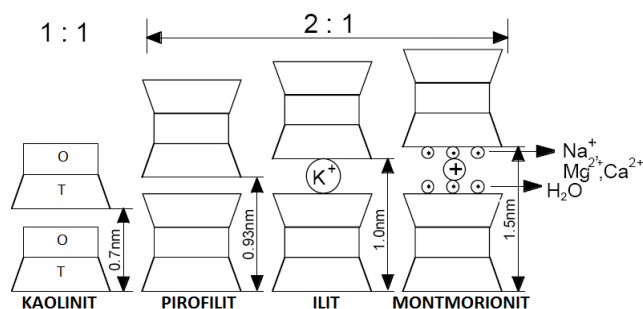 1 : 1
2 : 1
O
T
O
T
0.7nm
0.93nm
K+
1.0nm
+
1.5nm
Na+
Mg2+,Ca2+
H2O
KAOLINIT
PIROFILIT
ILIT
MONTMORIONIT